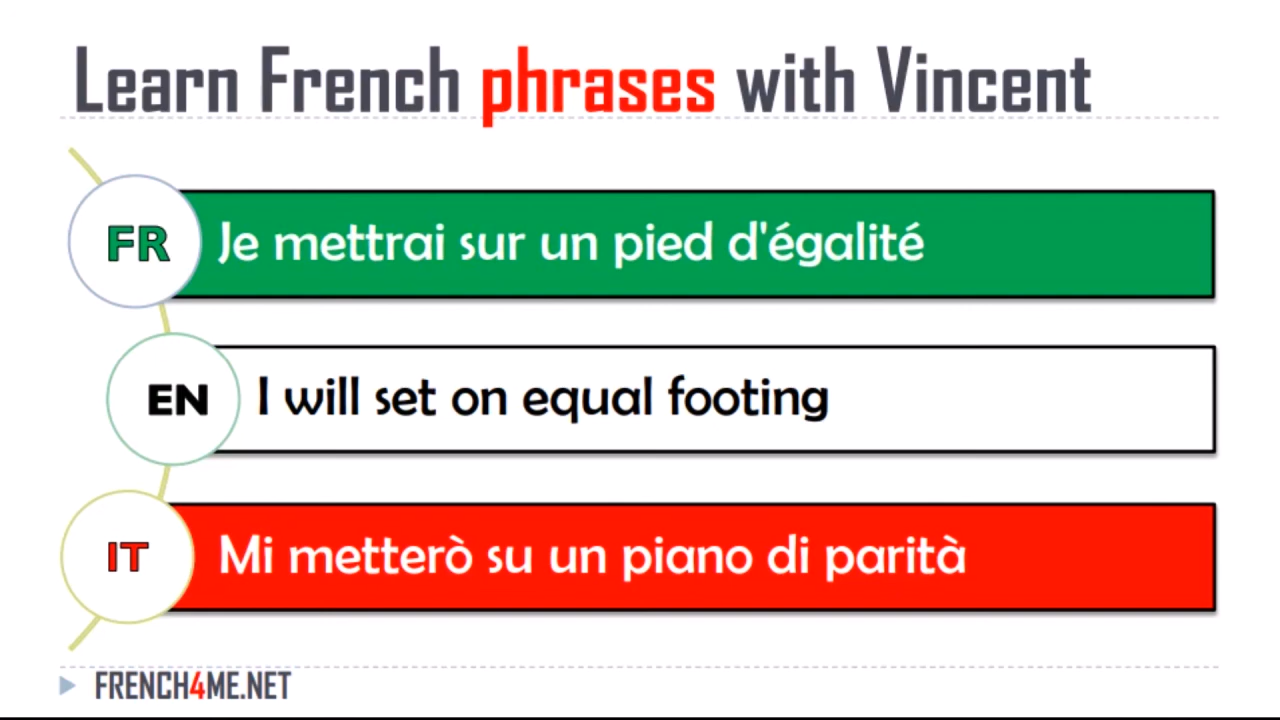 Learn French phrases with Vincent
FR
Je mettrai sur un pied d'égalité
EN
I will set on equal footing
IT
Mi metterò su un piano di parità
FRENCH4ME.NET